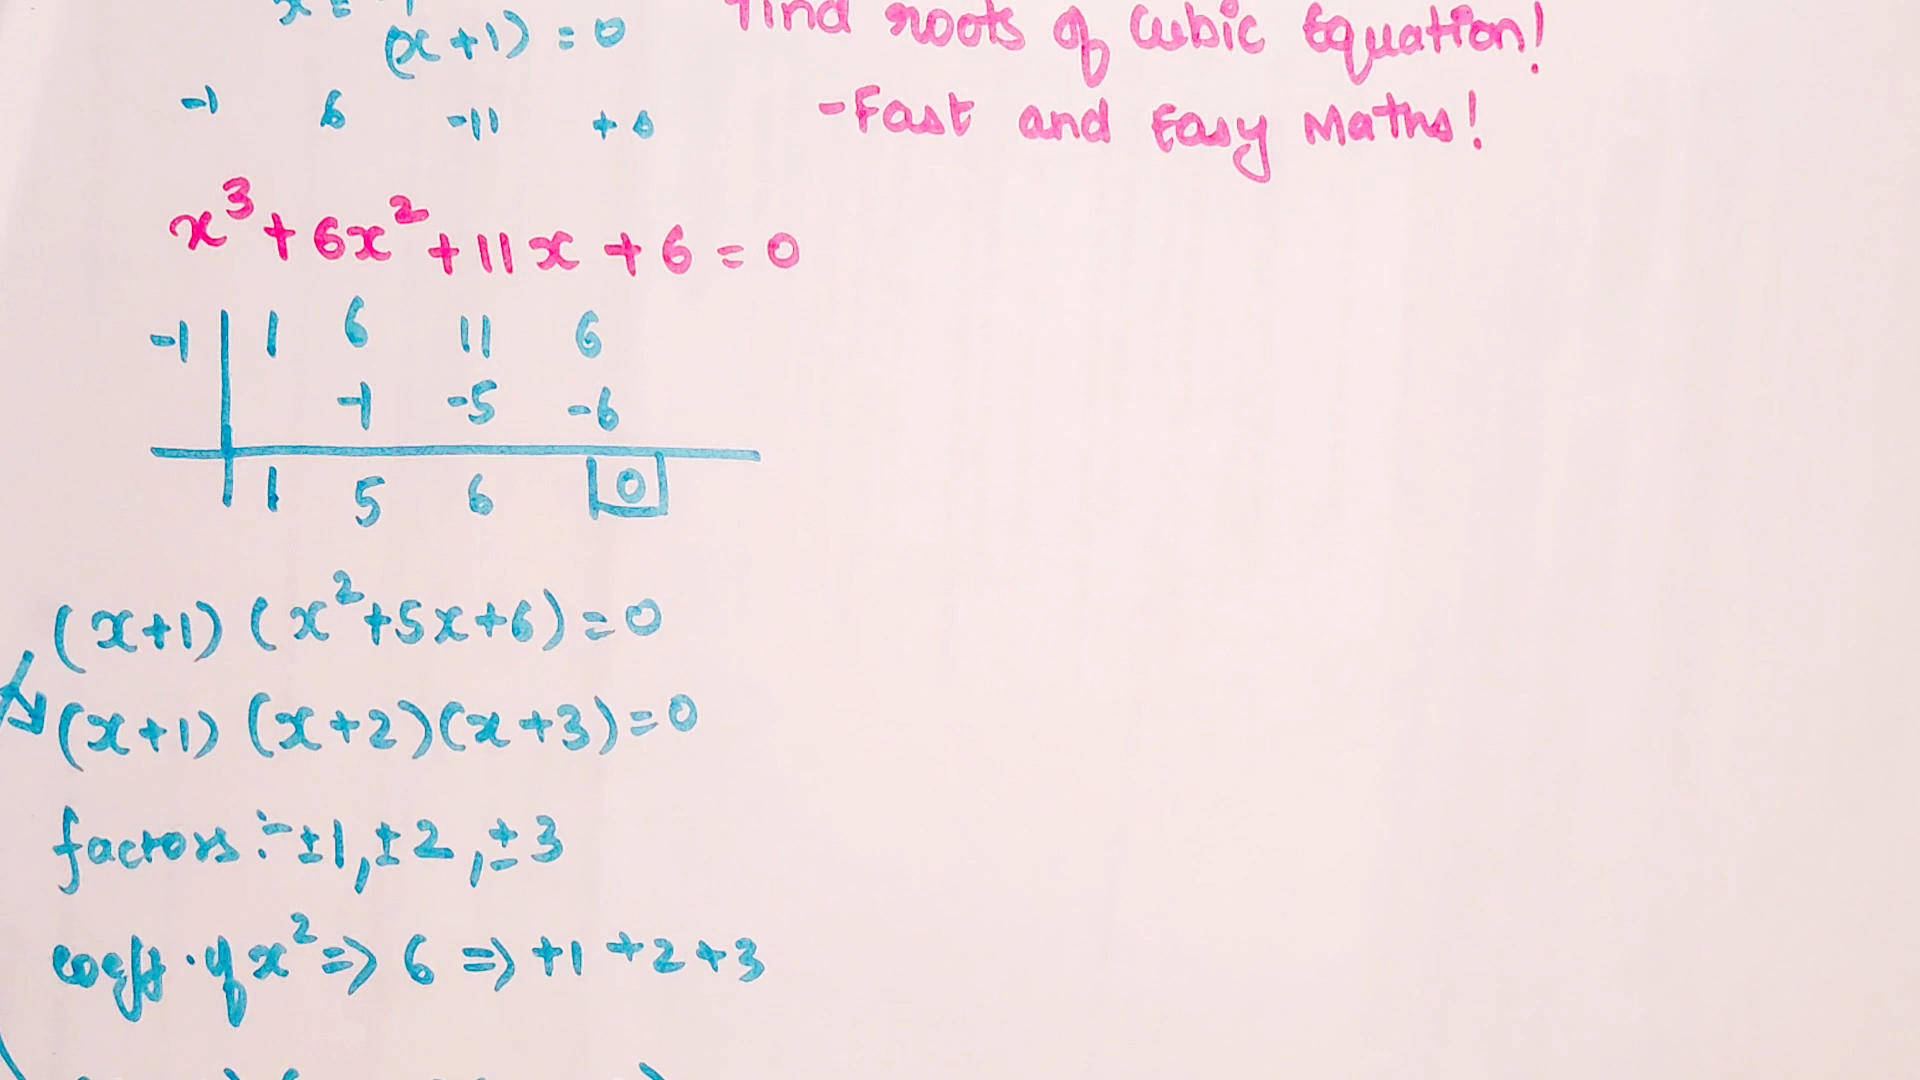 (x+1) = 0
find roots of Cubic Equation!
- Fast and Easy Maths!
-1 6 -11 +6
x³ + 6x² + 11x + 6 = 0
-1 | 1 6 11 6
-1 -5 -6
1 5 6 0
(x+1) (x²+5x+6) = 0
(x+1) (x+2)(x+3) = 0
factors :- ±1, ±2, ±3
coeff. of x² => 6 => +1 +2 +3